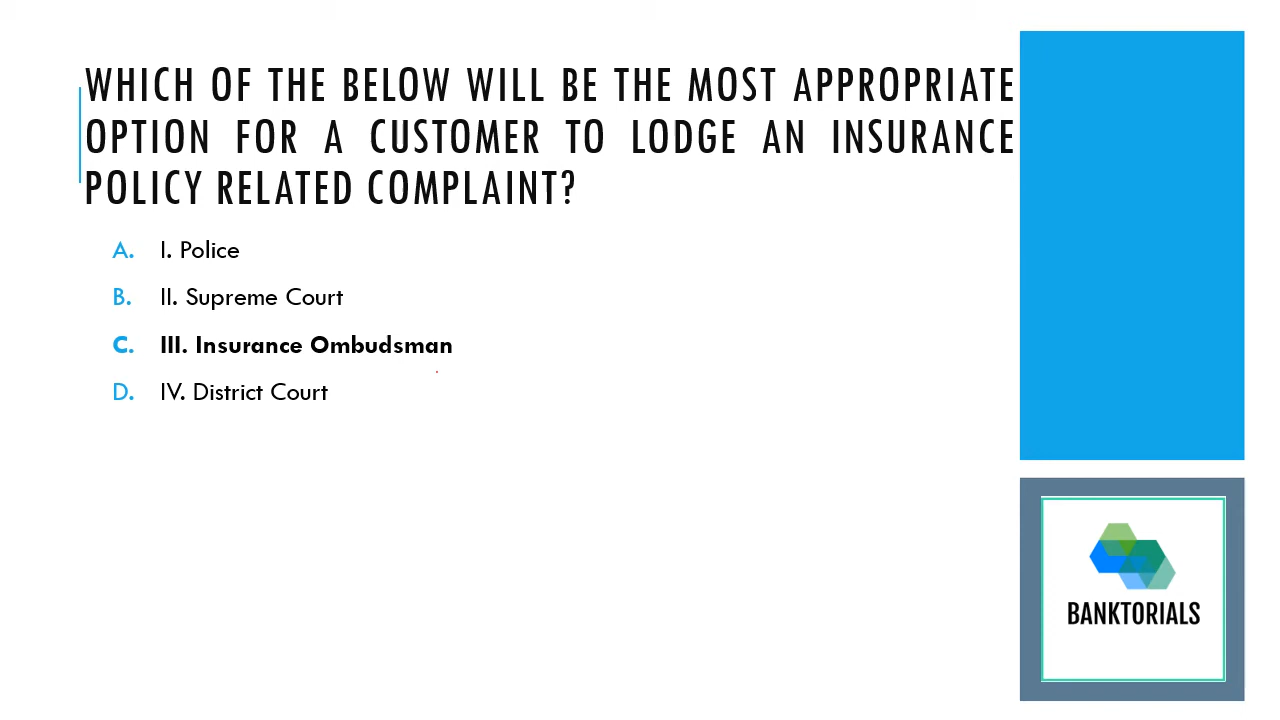 WHICH OF THE BELOW WILL BE THE MOST APPROPRIATE
OPTION FOR A CUSTOMER TO LODGE AN INSURANCE
POLICY RELATED COMPLAINT?
A. I. Police
B. II. Supreme Court
C. III. Insurance Ombudsman
D. IV. District Court
BANKTORIALS